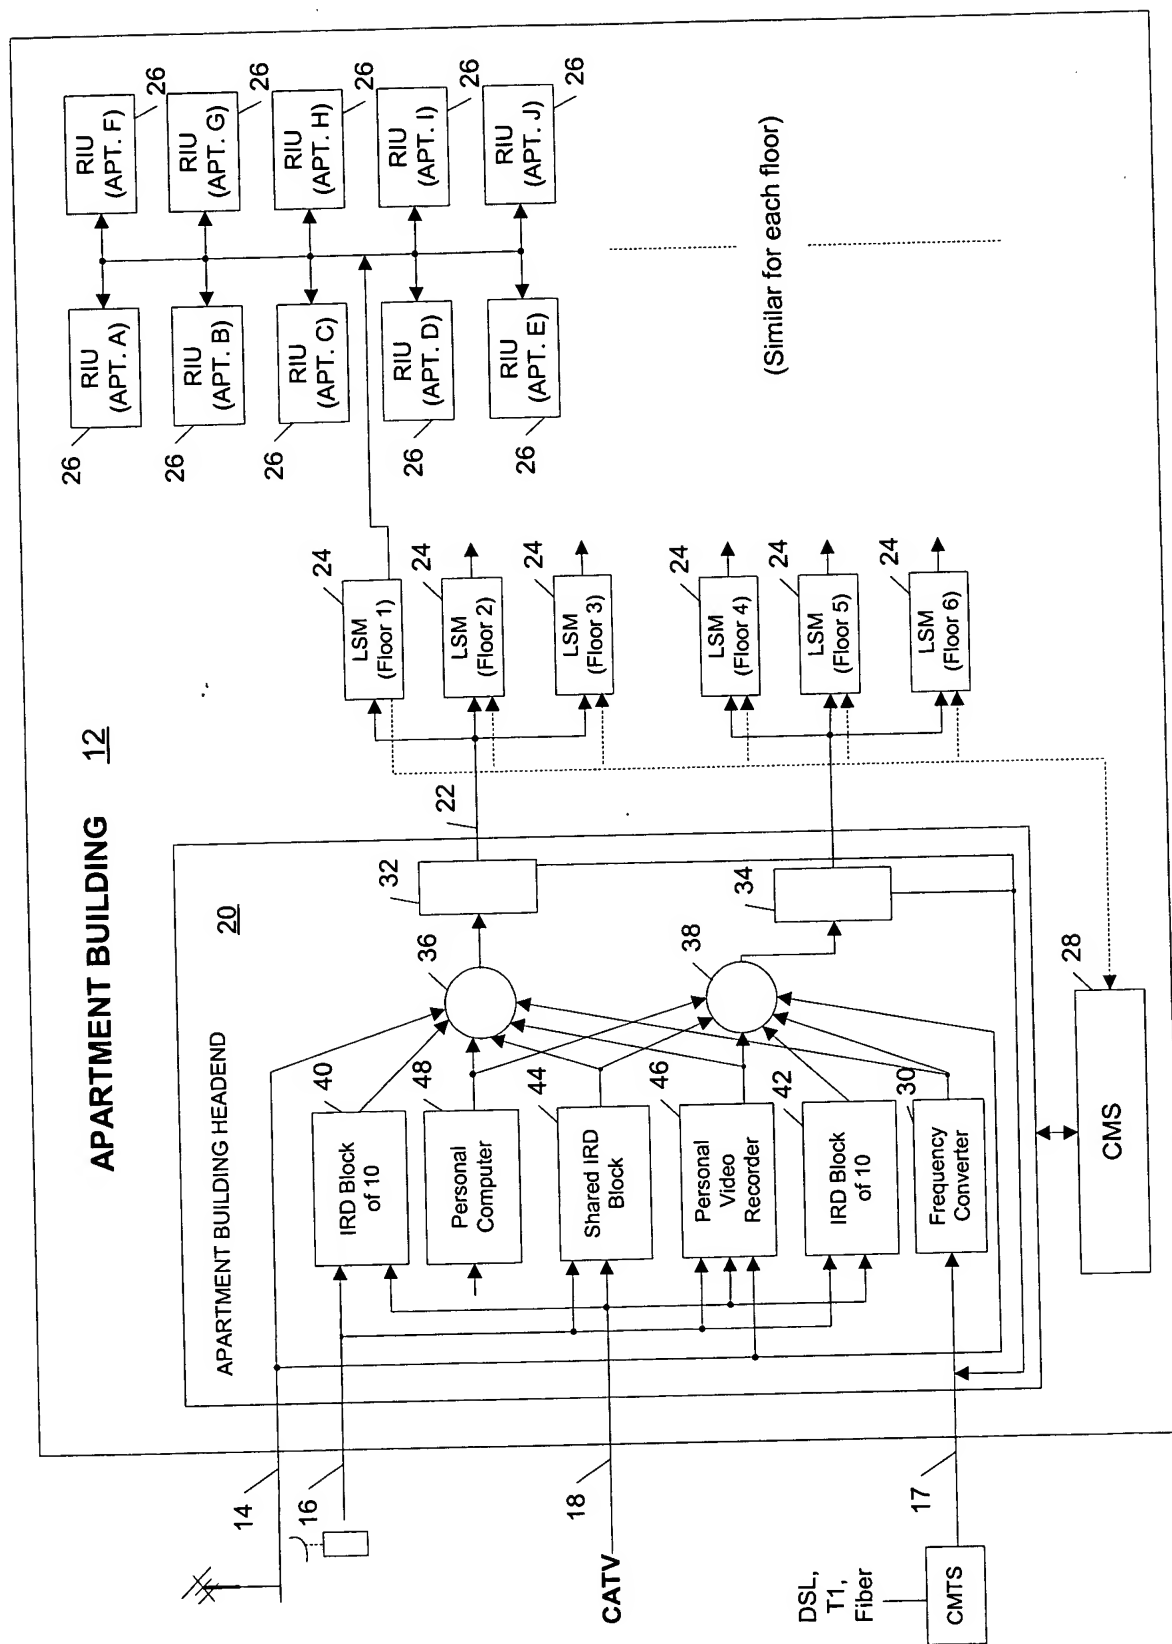 APARTMENT BUILDING 12
APARTMENT BUILDING HEADEND
20
14
16
18
CATV
17
DSL,
T1,
Fiber
CMTS
40
IRD Block
of 10
48
Personal
Computer
44
Shared IRD
Block
46
Personal
Video
Recorder
42
IRD Block
of 10
30
Frequency
Converter
36
38
32
34
22
28
CMS
24
LSM
(Floor 1)
24
LSM
(Floor 2)
24
LSM
(Floor 3)
24
LSM
(Floor 4)
24
LSM
(Floor 5)
24
LSM
(Floor 6)
26
RIU
(APT. A)
26
RIU
(APT. B)
26
RIU
(APT. C)
26
RIU
(APT. D)
26
RIU
(APT. E)
RIU
(APT. F)
26
RIU
(APT. G)
26
RIU
(APT. H)
26
RIU
(APT. I)
26
RIU
(APT. J)
26
(Similar for each floor)